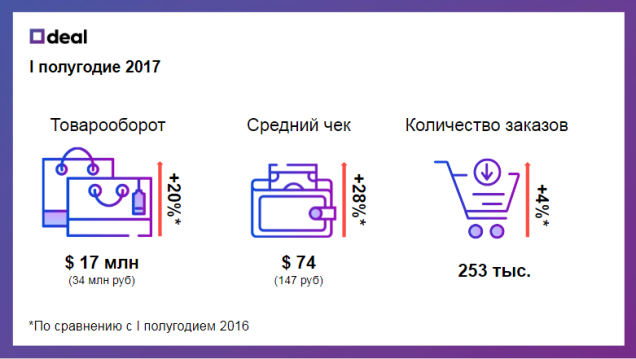 deal
I полугодие 2017
Товарооборот
Средний чек
Количество заказов
+20%*
+28%*
+4%*
$ 17 млн
$ 74
253 тыс.
(34 млн руб)
(147 руб)
*По сравнению с I полугодием 2016